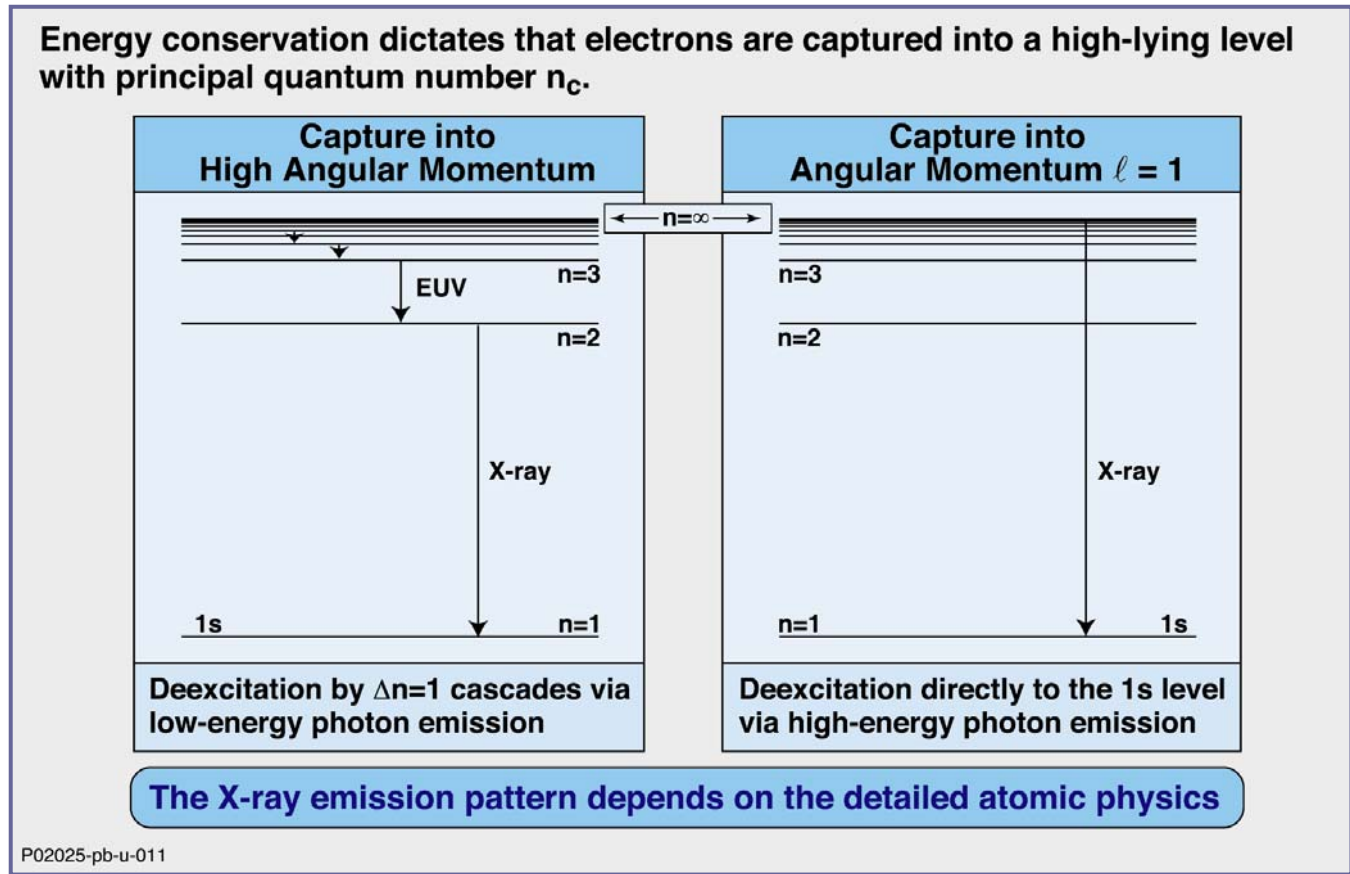 Energy conservation dictates that electrons are captured into a high-lying level
with principal quantum number nc.
Capture into
High Angular Momentum
n=3
EUV
n=2
X-ray
1s
n=1
Deexcitation by Δn=1 cascades via
low-energy photon emission
n=∞
Capture into
Angular Momentum ℓ = 1
n=3
n=2
X-ray
n=1
1s
Deexcitation directly to the 1s level
via high-energy photon emission
The X-ray emission pattern depends on the detailed atomic physics
P02025-pb-u-011